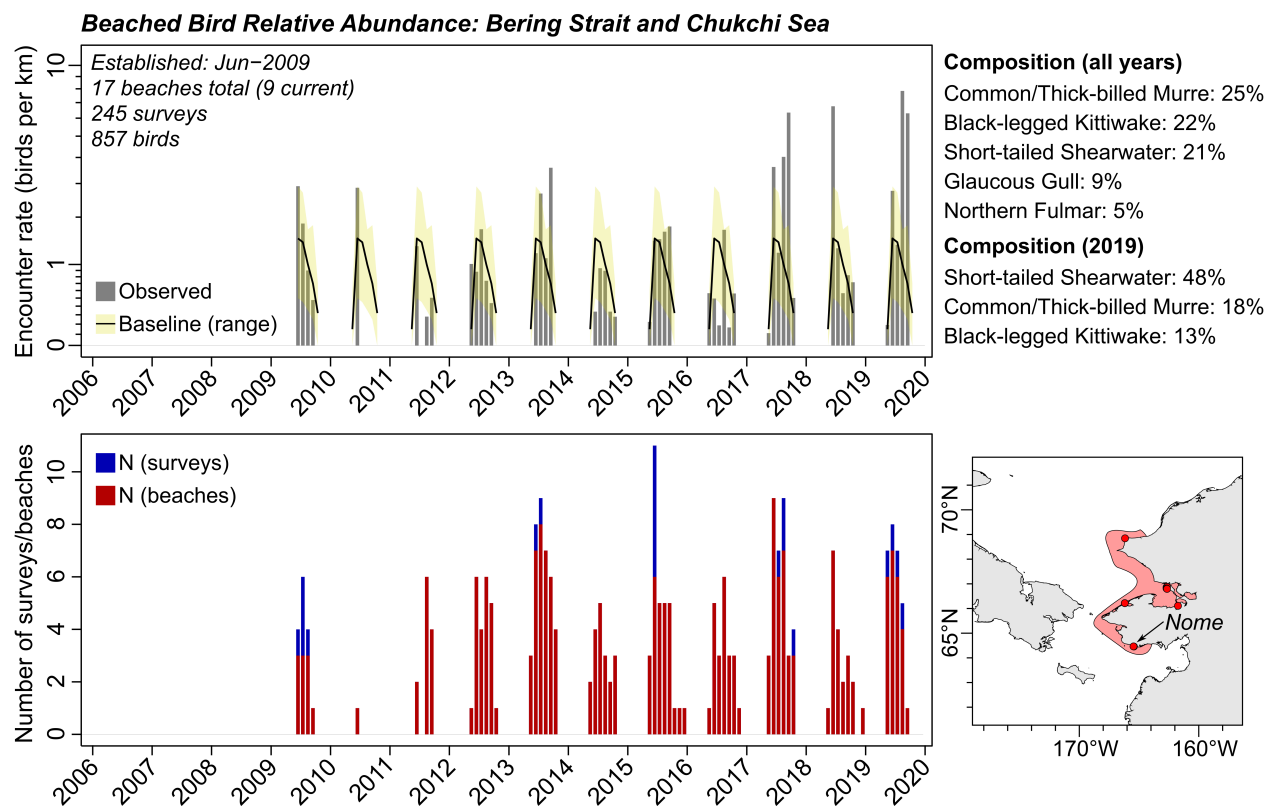 Beached Bird Relative Abundance: Bering Strait and Chukchi Sea
Encounter rate (birds per km)
10
1
0
Established: Jun−2009
17 beaches total (9 current)
245 surveys
857 birds
Observed
Baseline (range)
2006 2007 2008 2009 2010 2011 2012 2013 2014 2015 2016 2017 2018 2019 2020
Composition (all years)
Common/Thick-billed Murre: 25%
Black-legged Kittiwake: 22%
Short-tailed Shearwater: 21%
Glaucous Gull: 9%
Northern Fulmar: 5%
Composition (2019)
Short-tailed Shearwater: 48%
Common/Thick-billed Murre: 18%
Black-legged Kittiwake: 13%
Number of surveys/beaches
10
8
6
4
2
0
N (surveys)
N (beaches)
2006 2007 2008 2009 2010 2011 2012 2013 2014 2015 2016 2017 2018 2019 2020
70°N
65°N
Nome
170°W 160°W